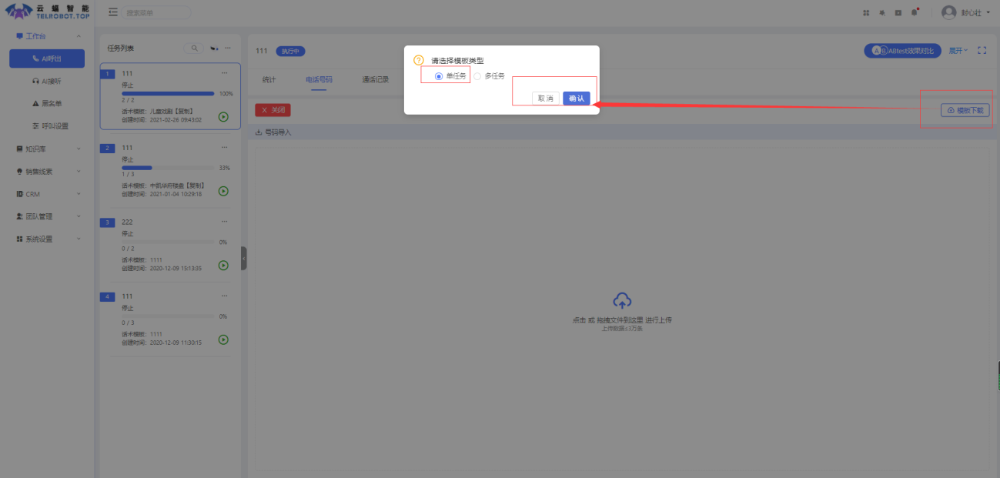 云 蝠 智 能
TELROBOT.TOP
搜索菜单
财心壮
工作台
AI呼出
AI接听
黑名单
呼叫设置
知识库
销售线索
CRM
团队管理
系统设置
任务列表
1
111
停止
100%
2 / 2
话术模板：儿童戏剧【复制】
创建时间：2021-02-26 09:43:02
2
111
停止
33%
1 / 3
话术模板：中凯华府楼盘【复制】
创建时间：2021-01-04 10:29:18
3
222
停止
0%
0 / 2
话术模板：1111
创建时间：2020-12-09 15:13:35
4
111
停止
0%
0 / 3
话术模板：1111
创建时间：2020-12-09 11:30:15
111 执行中
A B ABtest效果对比 展开
统计 电话号码 通话记录
关闭
模板下载
号码导入
请选择模板类型
单任务 多任务
取消 确认
点击 或 拖拽文件到这里 进行上传
上传数据≤3万条